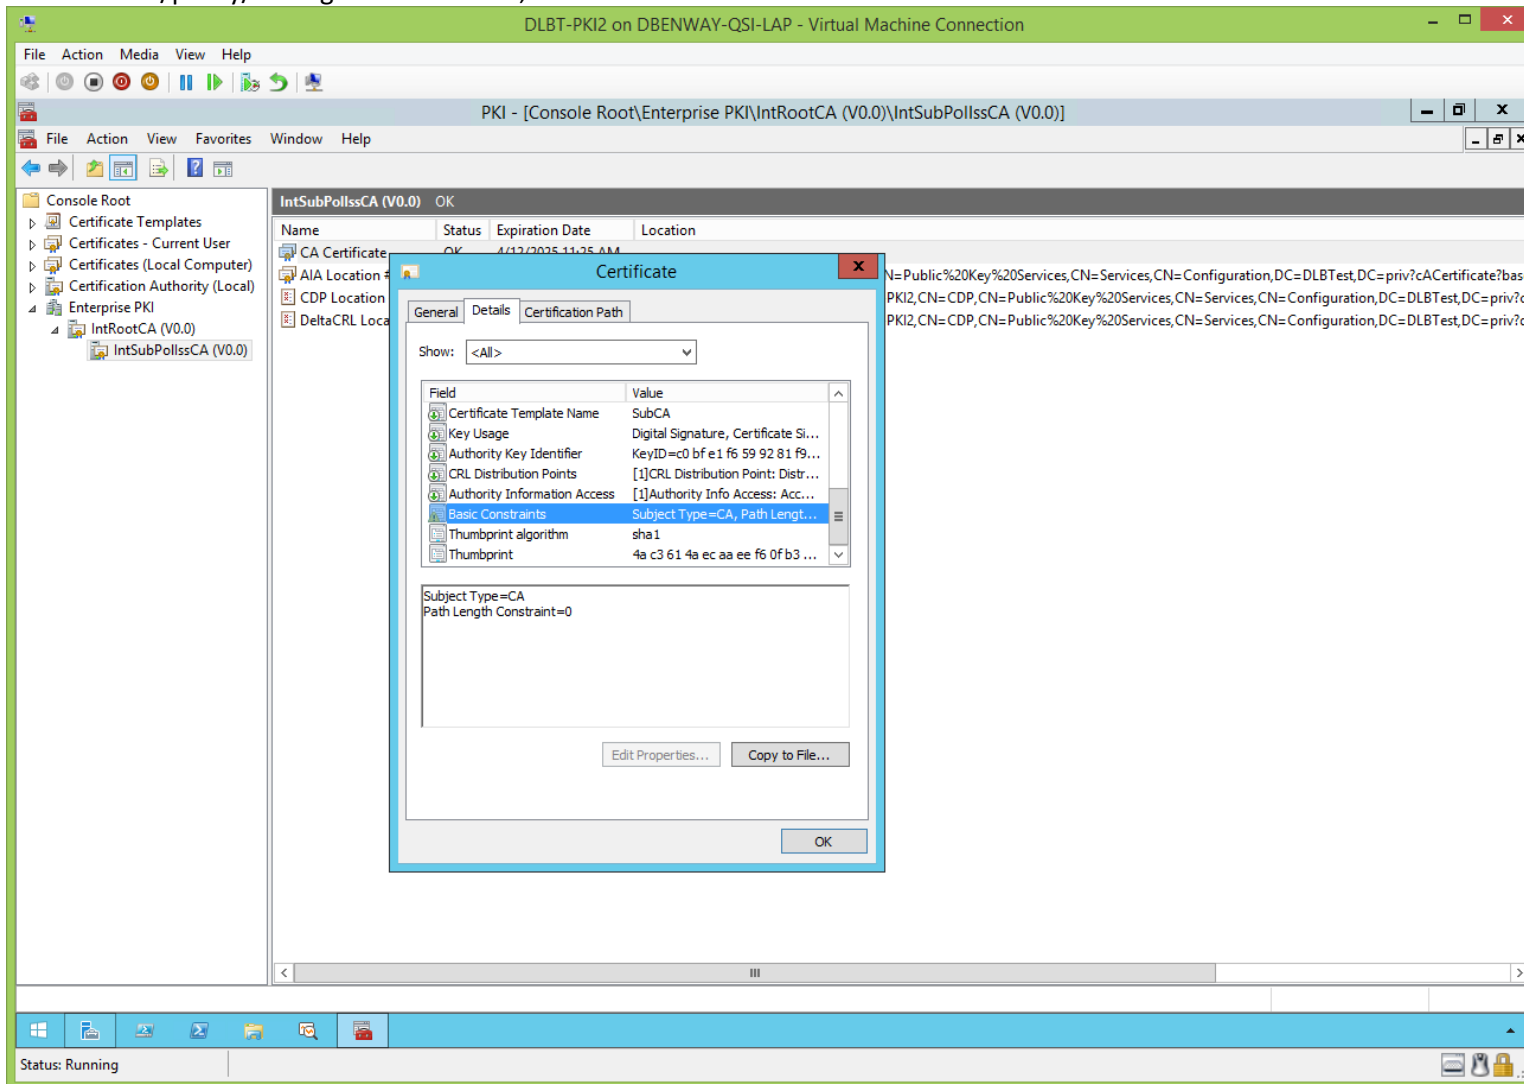 DLBT-PKI2 on DBENWAY-QSI-LAP - Virtual Machine Connection
File Action Media View Help
PKI - [Console Root\Enterprise PKI\IntRootCA (V0.0)\IntSubPolIssCA (V0.0)]
File Action View Favorites Window Help
Console Root
Certificate Templates
Certificates - Current User
Certificates (Local Computer)
Certification Authority (Local)
Enterprise PKI
IntRootCA (V0.0)
IntSubPolIssCA (V0.0)
IntSubPolIssCA (V0.0) OK
Name Status Expiration Date Location
CA Certificate OK 4/12/2025 11:25 AM
AIA Location # N=Public%20Key%20Services,CN=Services,CN=Configuration,DC=DLBTest,DC=priv?cACertificate?bas
CDP Location PKI2,CN=CDP,CN=Public%20Key%20Services,CN=Services,CN=Configuration,DC=DLBTest,DC=priv?c
DeltaCRL Loca PKI2,CN=CDP,CN=Public%20Key%20Services,CN=Services,CN=Configuration,DC=DLBTest,DC=priv?c
Certificate
General Details Certification Path
Show: <All>
Field Value
Certificate Template Name SubCA
Key Usage Digital Signature, Certificate Si...
Authority Key Identifier KeyID=c0 bf e1 f6 59 92 81 f9...
CRL Distribution Points [1]CRL Distribution Point: Distr...
Authority Information Access [1]Authority Info Access: Acc...
Basic Constraints Subject Type=CA, Path Lengt...
Thumbprint algorithm sha1
Thumbprint 4a c3 61 4a ec aa ee f6 0f b3 ...
Subject Type=CA
Path Length Constraint=0
Edit Properties... Copy to File...
OK
Status: Running